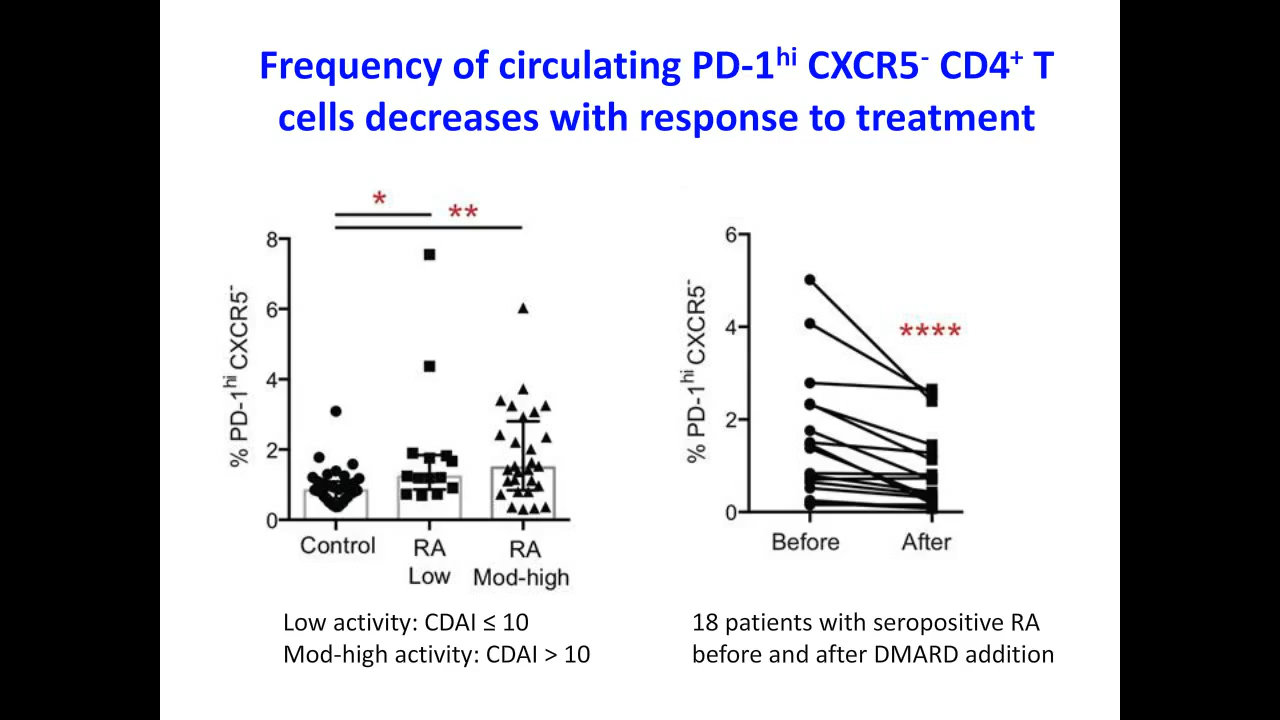 Frequency of circulating PD-1hi CXCR5- CD4+ T
cells decreases with response to treatment
*
**
8
6
4
2
0
% PD-1hi CXCR5-
Control
RA
Low
RA
Mod-high
Low activity: CDAI ≤ 10
Mod-high activity: CDAI > 10
6
4
2
0
% PD-1hi CXCR5-
****
Before
After
18 patients with seropositive RA
before and after DMARD addition